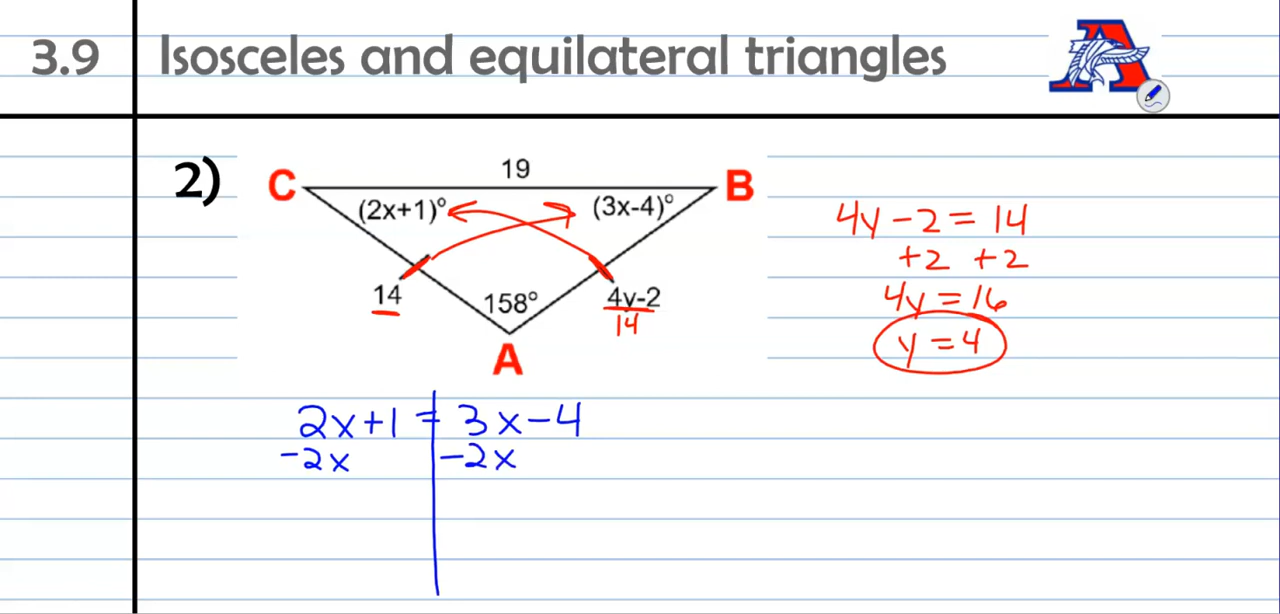 3.9 Isosceles and equilateral triangles
A
2)
C
19
B
(2x+1)°
(3x-4)°
14
158°
4y-2
14
A
4y-2=14
+2 +2
4y=16
y=4
2x+1=3x-4
-2x -2x